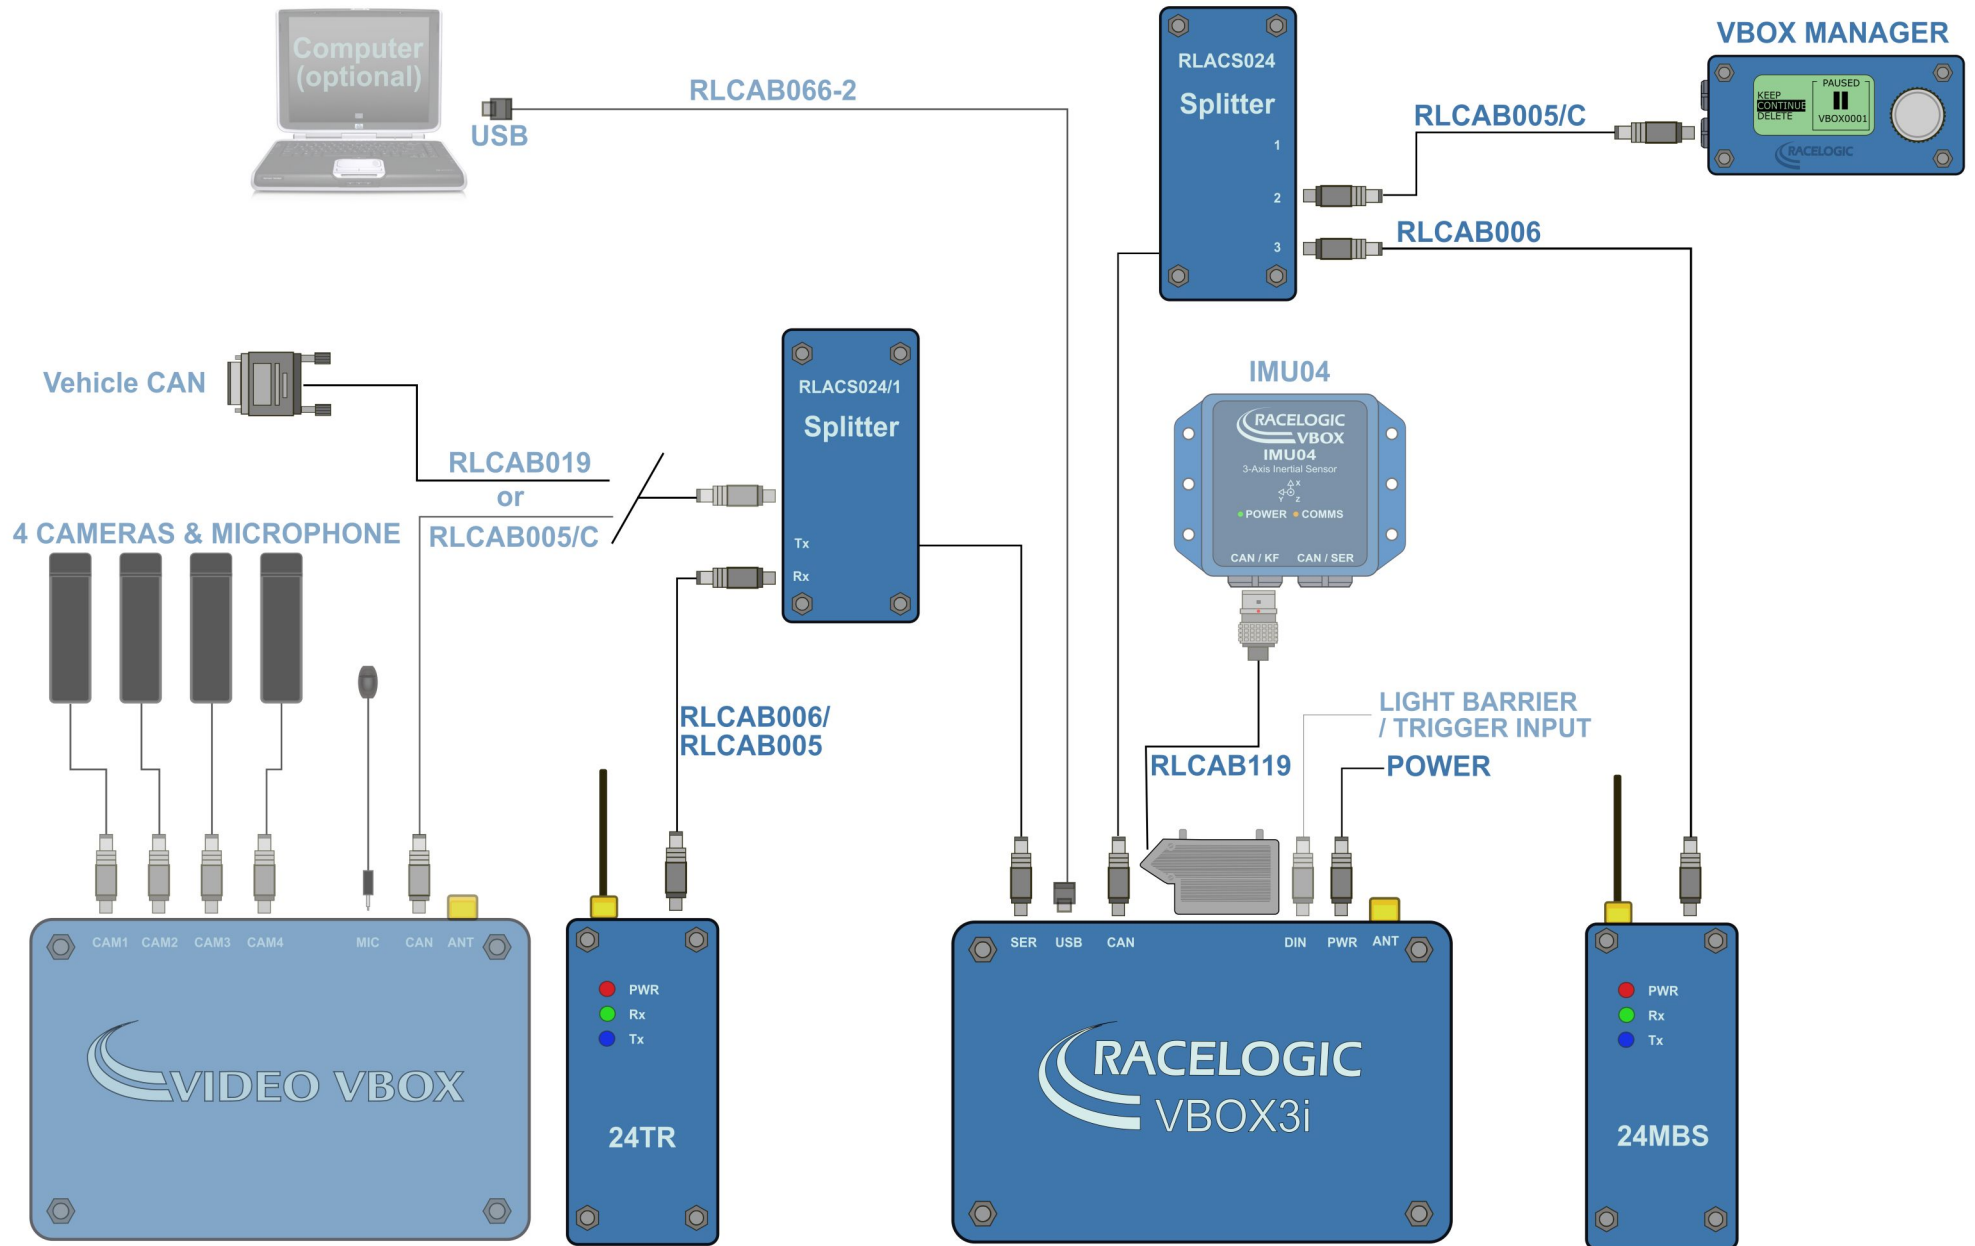 Computer
(optional)
USB
RLCAB066-2
RLACS024
Splitter
1
2
3
RLCAB005/C
RLCAB006
VBOX MANAGER
KEEP
CONTINUE
DELETE
PAUSED
VBOX0001
RACELOGIC
Vehicle CAN
RLCAB019
or
RLCAB005/C
RLACS024/1
Splitter
Tx
Rx
IMU04
RACELOGIC
VBOX
IMU04
3-Axis Inertial Sensor
X
Y
Z
POWER
COMMS
CAN / KF
CAN / SER
4 CAMERAS & MICROPHONE
RLCAB006/
RLCAB005
RLCAB119
LIGHT BARRIER
/ TRIGGER INPUT
POWER
CAM1 CAM2 CAM3 CAM4 MIC CAN ANT
VIDEO VBOX
PWR
Rx
Tx
24TR
SER USB CAN DIN PWR ANT
RACELOGIC
VBOX3i
PWR
Rx
Tx
24MBS